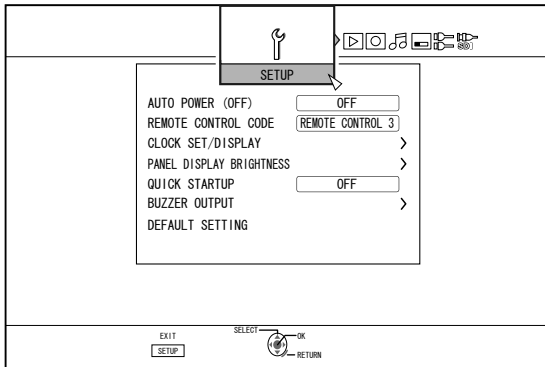 SETUP
AUTO POWER (OFF) OFF
REMOTE CONTROL CODE REMOTE CONTROL 3
CLOCK SET/DISPLAY
PANEL DISPLAY BRIGHTNESS
QUICK STARTUP OFF
BUZZER OUTPUT
DEFAULT SETTING
EXIT
SETUP
SELECT
OK
RETURN